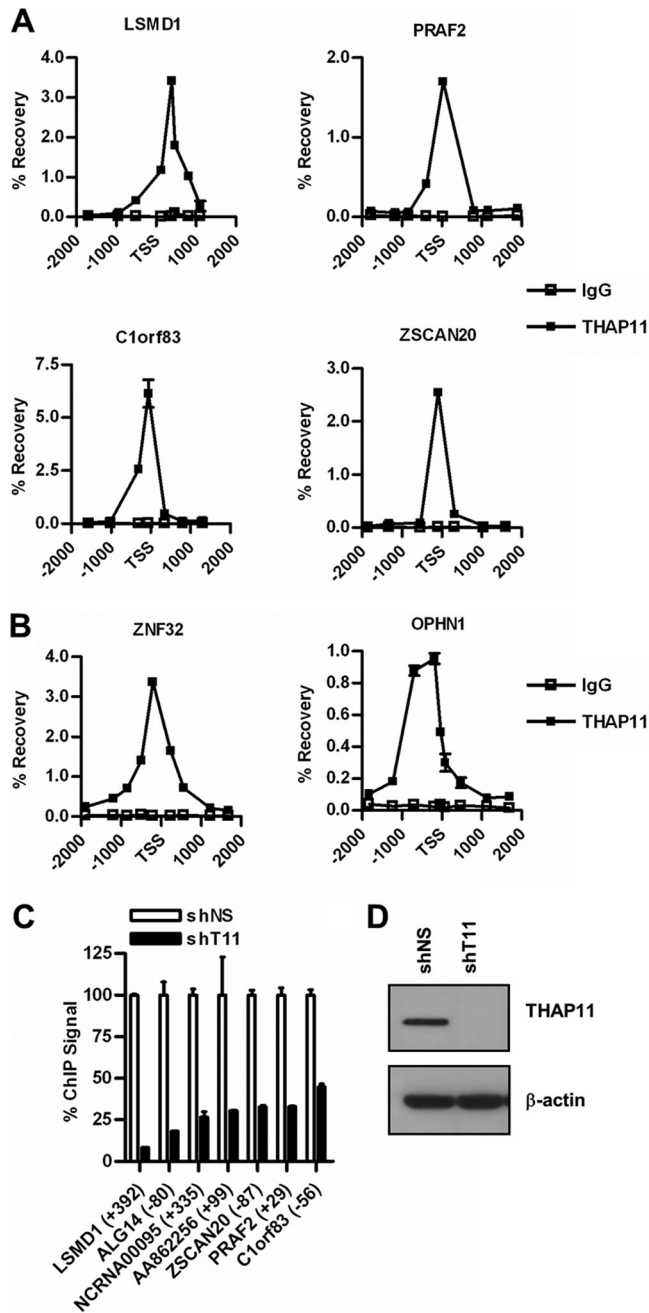 A
LSMD1
% Recovery
4.0
3.0
2.0
1.0
0.0
-2000
-1000
TSS
1000
2000
PRAF2
% Recovery
2.0
1.0
0.0
-2000
-1000
TSS
1000
2000
IgG
THAP11
C1orf83
% Recovery
7.5
5.0
2.5
0.0
-2000
-1000
TSS
1000
2000
ZSCAN20
% Recovery
3.0
2.0
1.0
0.0
-2000
-1000
TSS
1000
2000
B
ZNF32
% Recovery
4.0
3.0
2.0
1.0
0.0
-2000
-1000
TSS
1000
2000
OPHN1
% Recovery
1.0
0.8
0.6
0.4
0.2
0.0
-2000
-1000
TSS
1000
2000
IgG
THAP11
C
shNS
shT11
% ChIP Signal
125
100
75
50
25
0
LSMD1 (+392)
ALG14 (-80)
NCRNA00095 (+335)
AA862256 (+99)
ZSCAN20 (-87)
PRAF2 (+29)
C1orf83 (-56)
D
shNS
shT11
THAP11
β-actin